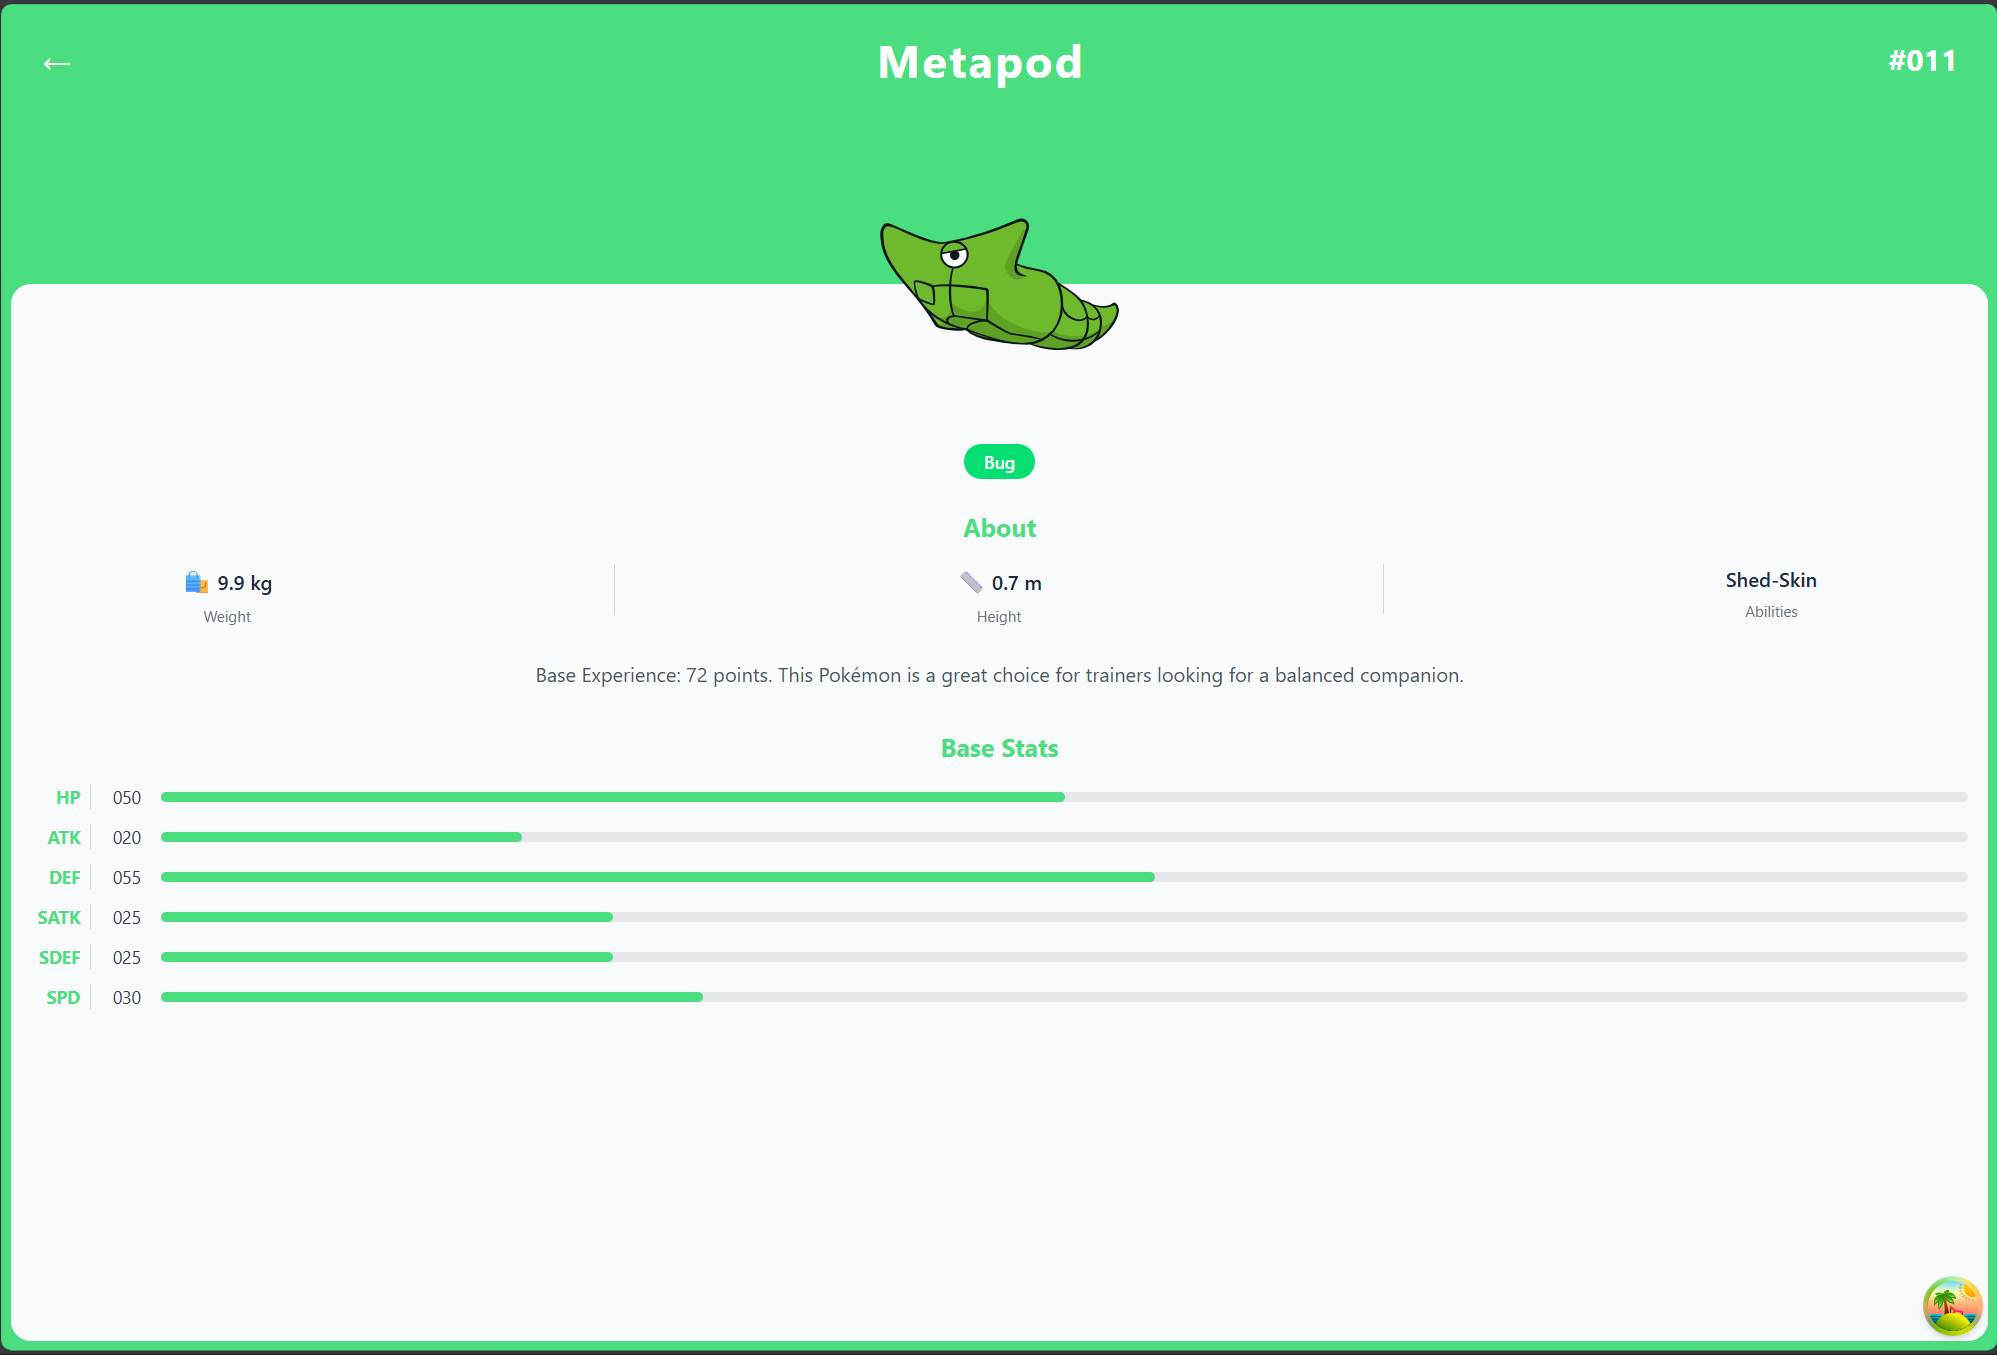 ← Metapod #011
Bug
About
9.9 kg
Weight
0.7 m
Height
Shed-Skin
Abilities
Base Experience: 72 points. This Pokémon is a great choice for trainers looking for a balanced companion.
Base Stats
HP 050
ATK 020
DEF 055
SATK 025
SDEF 025
SPD 030